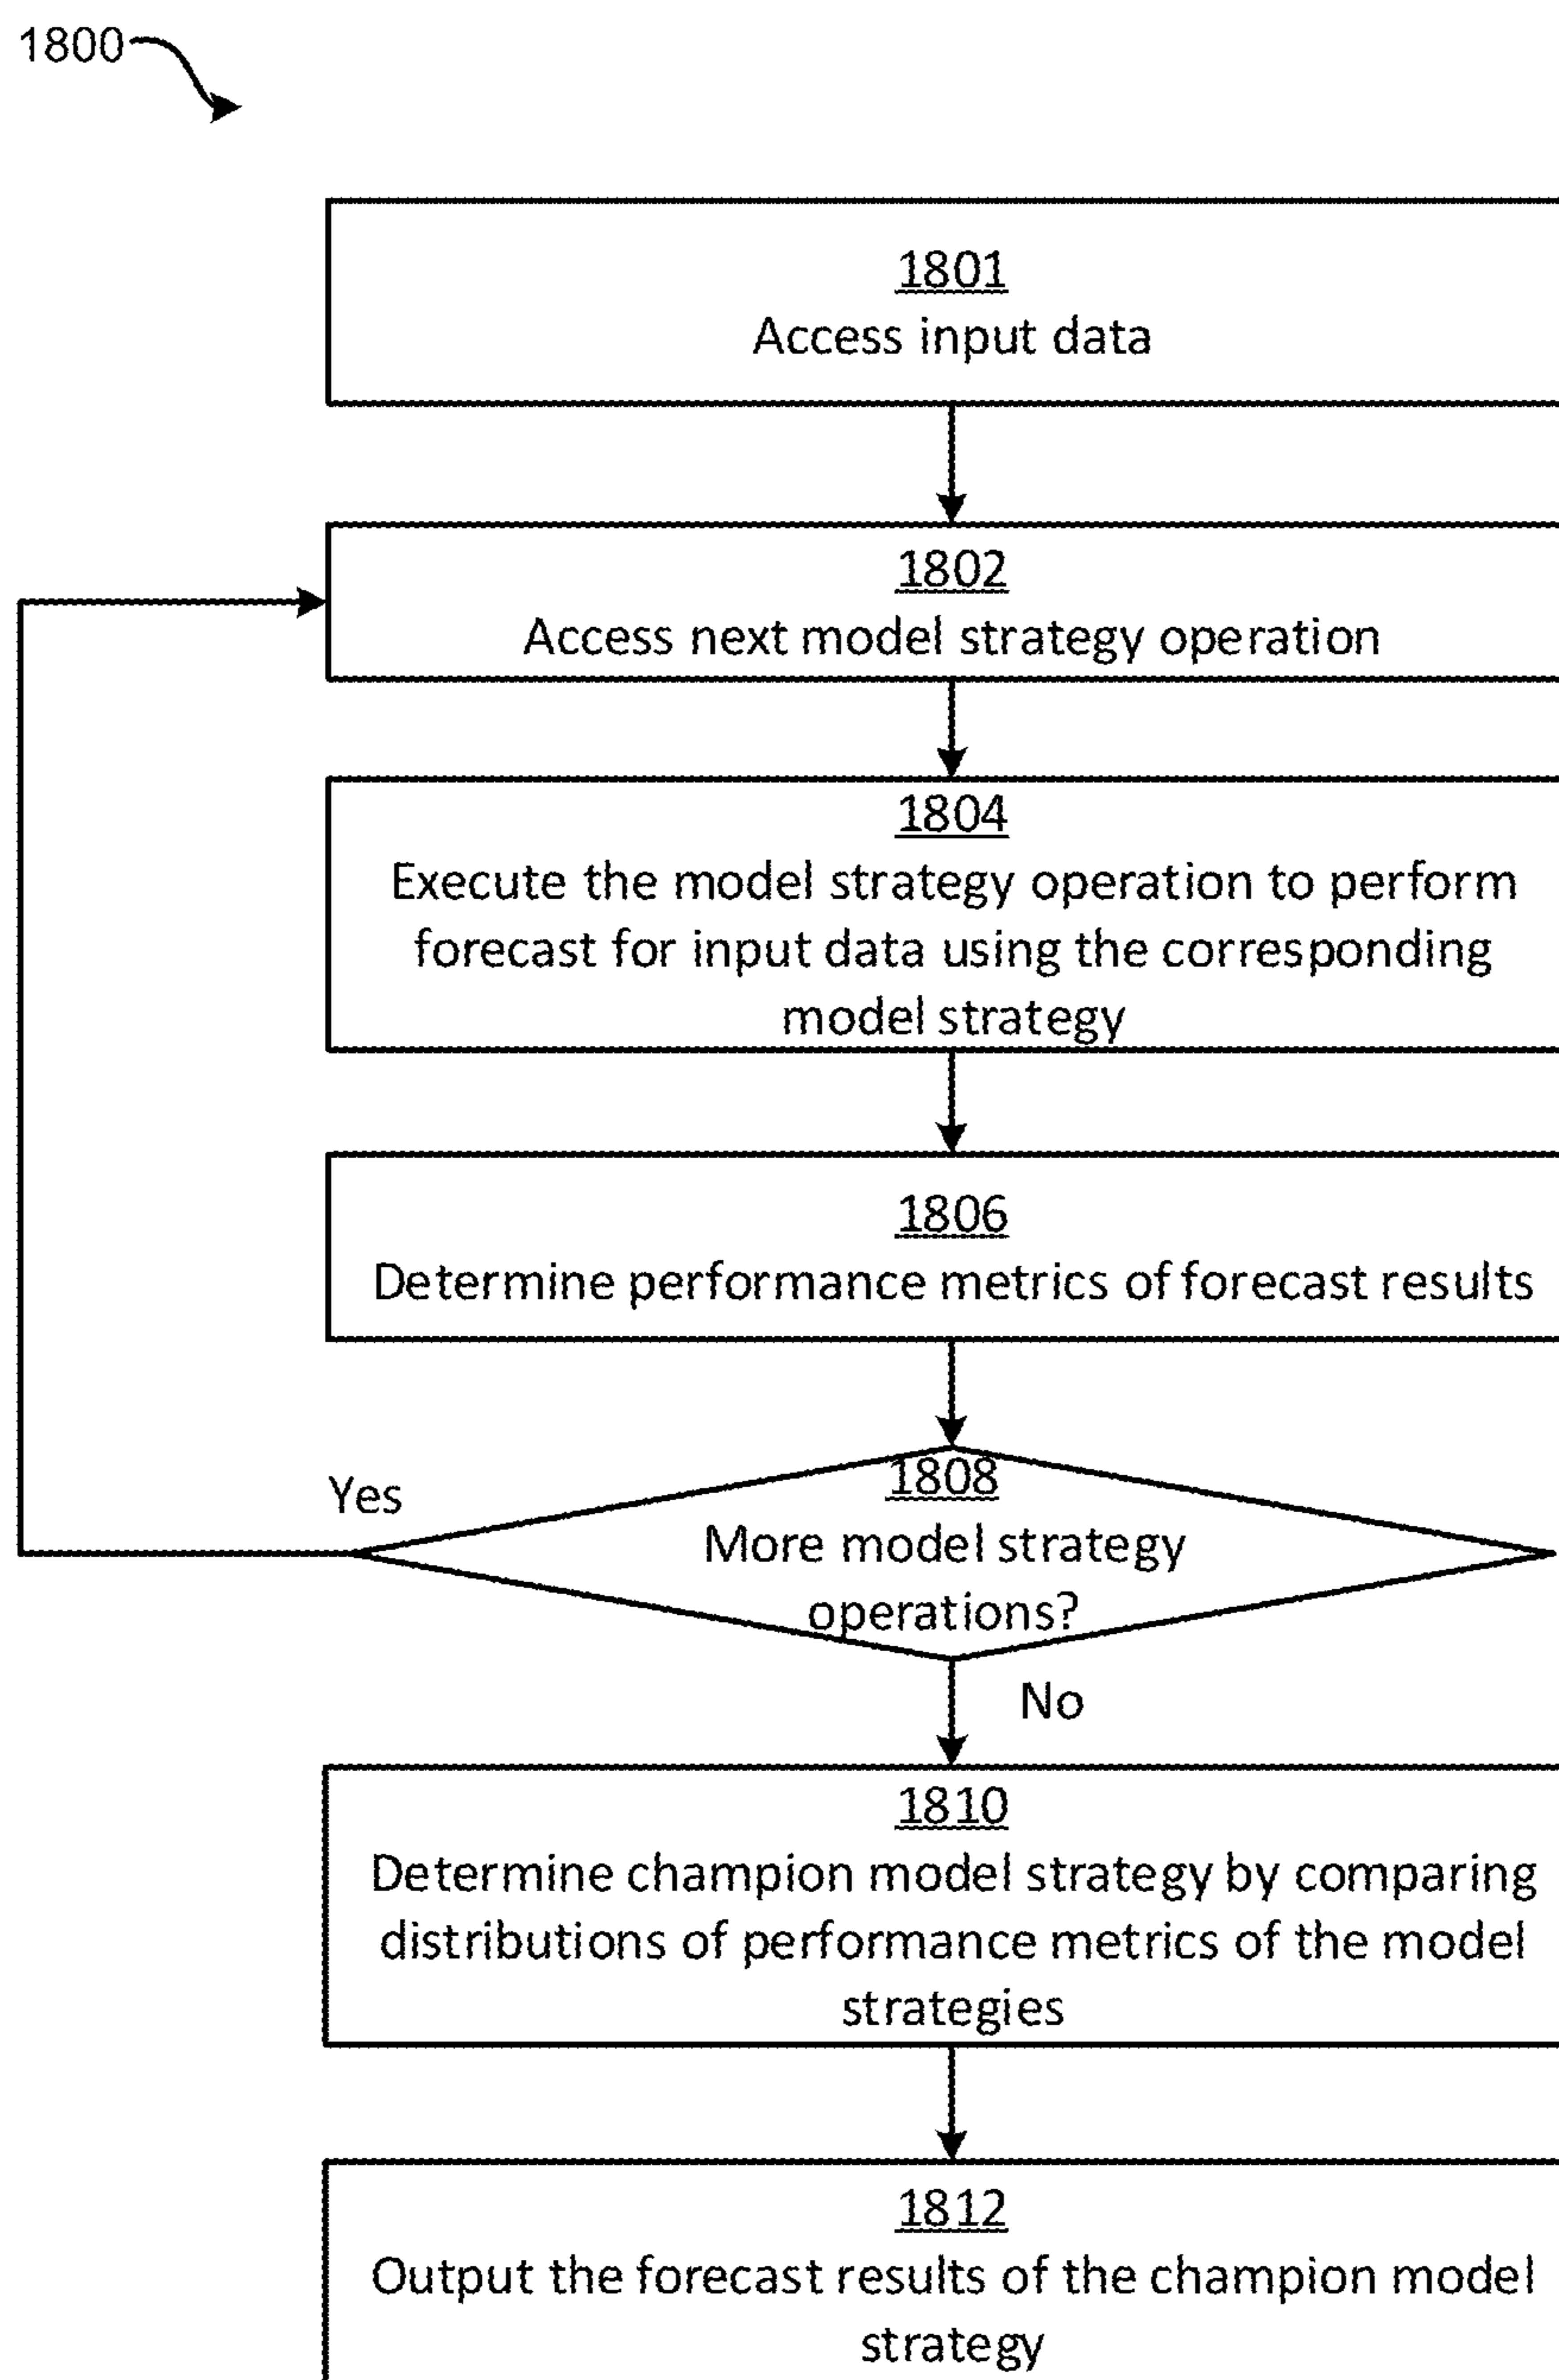 1800
1801
Access input data
1802
Access next model strategy operation
1804
Execute the model strategy operation to perform
forecast for input data using the corresponding
model strategy
1806
Determine performance metrics of forecast results
1808
Yes
More model strategy
operations?
No
1810
Determine champion model strategy by comparing
distributions of performance metrics of the model
strategies
1812
Output the forecast results of the champion model
strategy